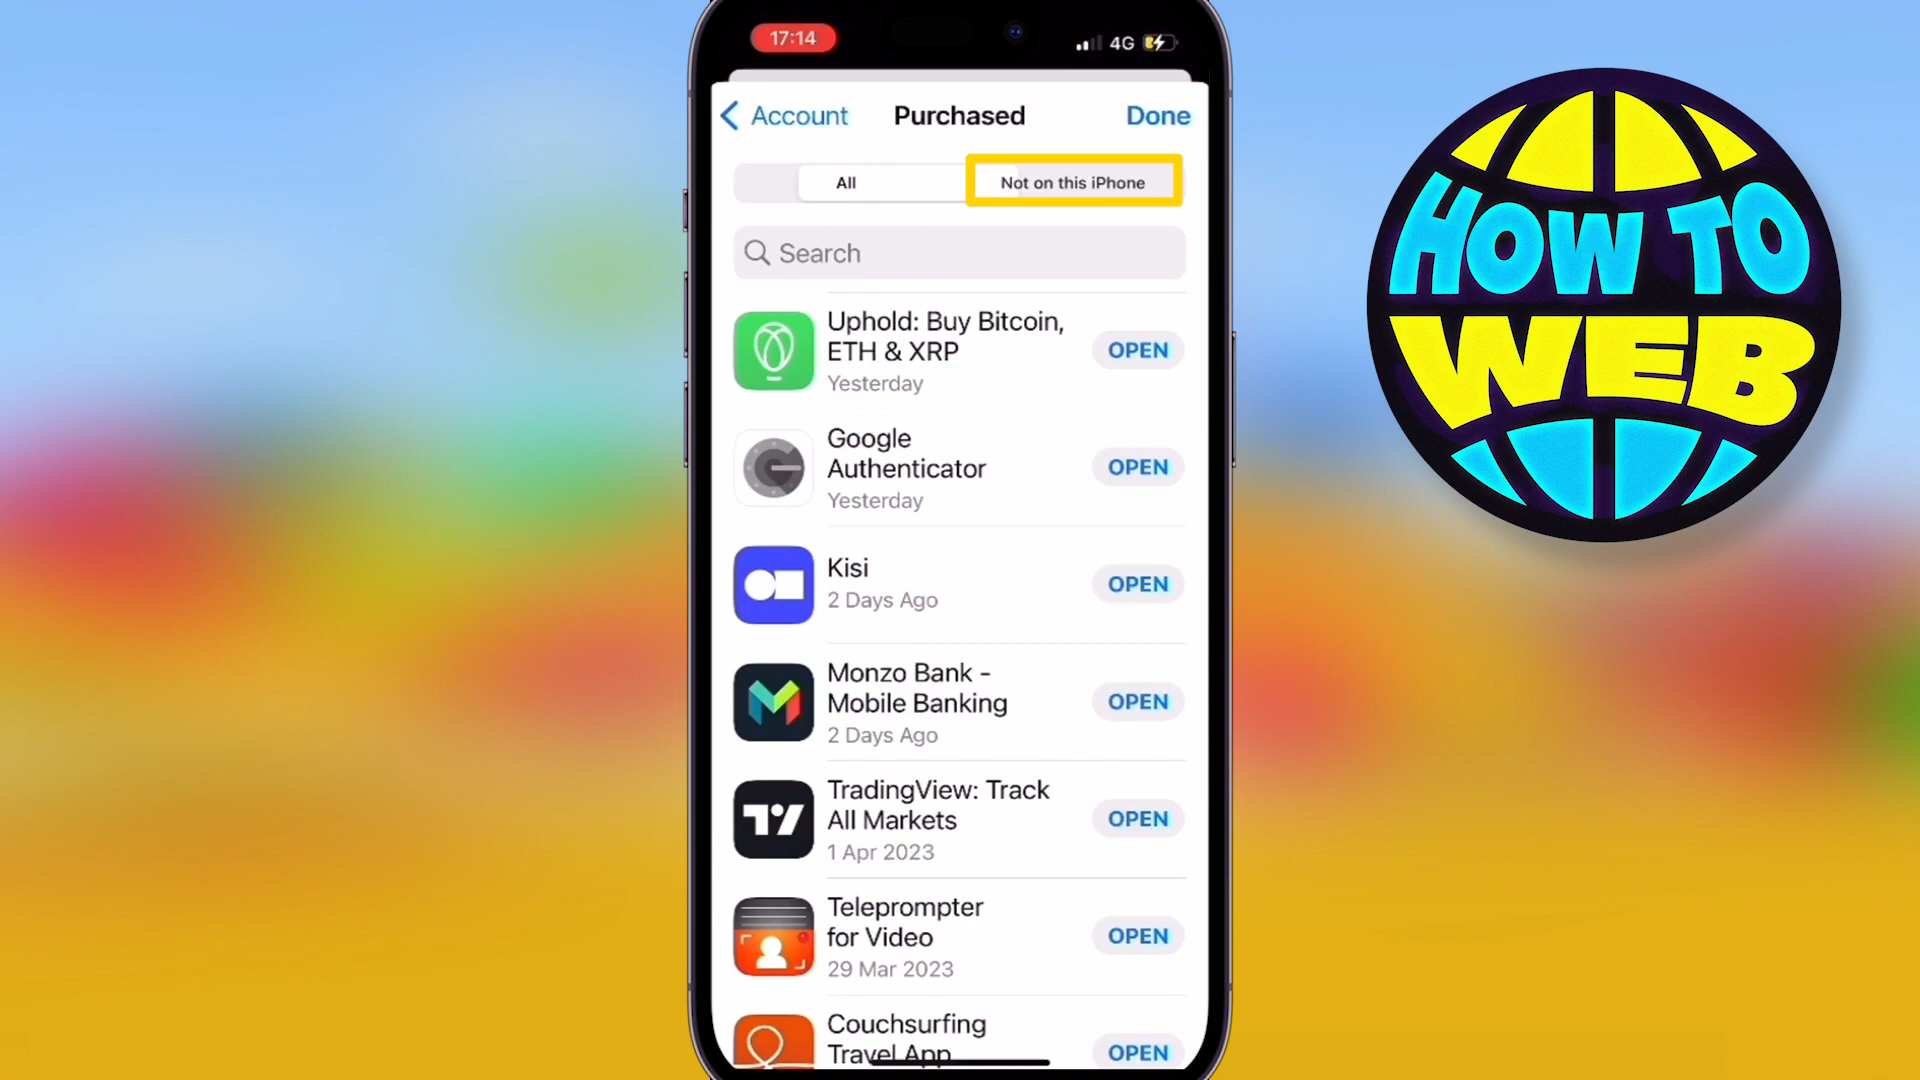 17:14
4G
Account
Purchased
Done
All
Not on this iPhone
Search
Uphold: Buy Bitcoin,
ETH & XRP
Yesterday
OPEN
Google
Authenticator
Yesterday
OPEN
Kisi
2 Days Ago
OPEN
Monzo Bank -
Mobile Banking
2 Days Ago
OPEN
TradingView: Track
All Markets
1 Apr 2023
OPEN
Teleprompter
for Video
29 Mar 2023
OPEN
Couchsurfing
Travel App
OPEN
HOW TO
WEB